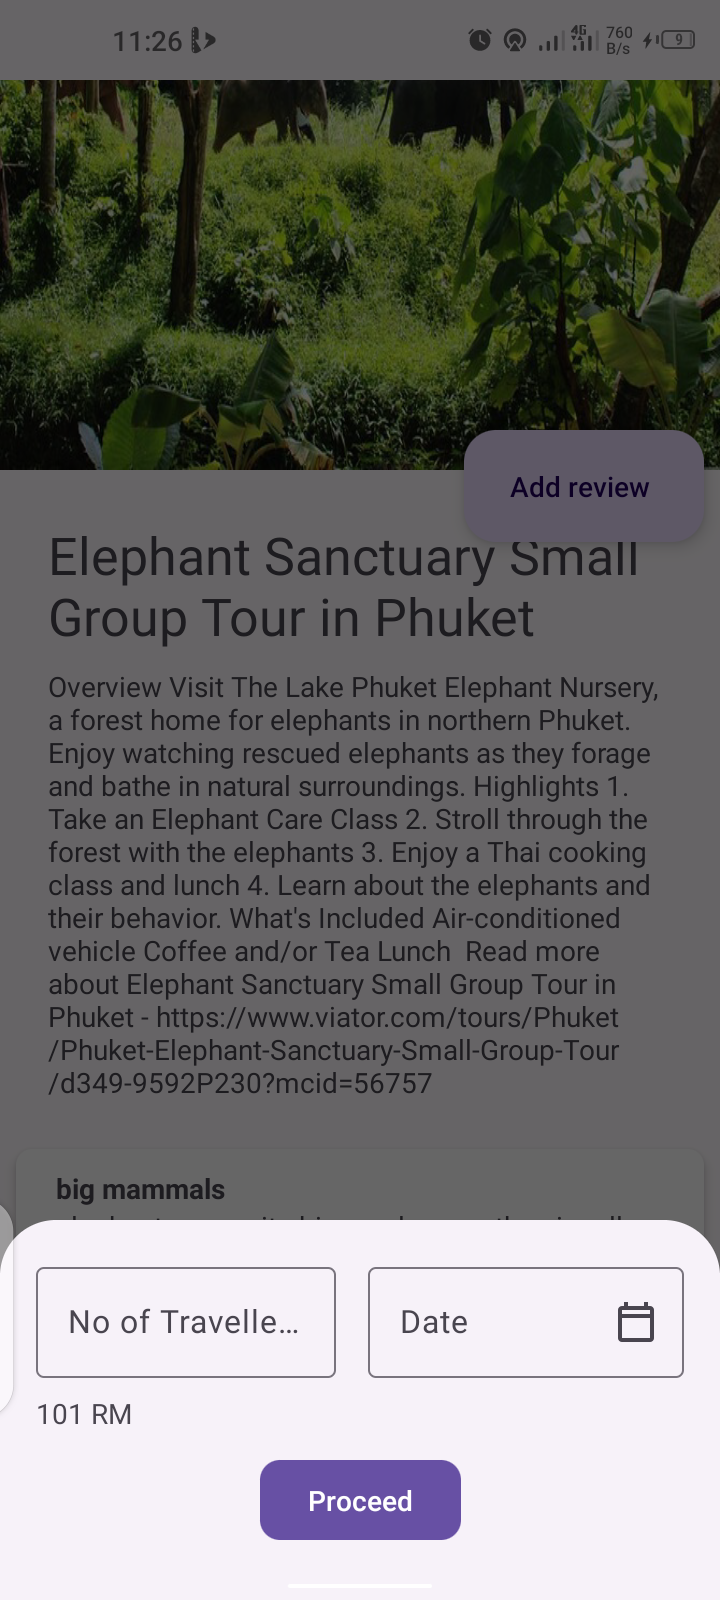 11:26
4G
760
B/s
9
Add review
Elephant Sanctuary Small
Group Tour in Phuket
Overview Visit The Lake Phuket Elephant Nursery,
a forest home for elephants in northern Phuket.
Enjoy watching rescued elephants as they forage
and bathe in natural surroundings. Highlights 1.
Take an Elephant Care Class 2. Stroll through the
forest with the elephants 3. Enjoy a Thai cooking
class and lunch 4. Learn about the elephants and
their behavior. What's Included Air-conditioned
vehicle Coffee and/or Tea Lunch  Read more
about Elephant Sanctuary Small Group Tour in
Phuket - https://www.viator.com/tours/Phuket
/Phuket-Elephant-Sanctuary-Small-Group-Tour
/d349-9592P230?mcid=56757
big mammals
No of Travelle...
Date
101 RM
Proceed